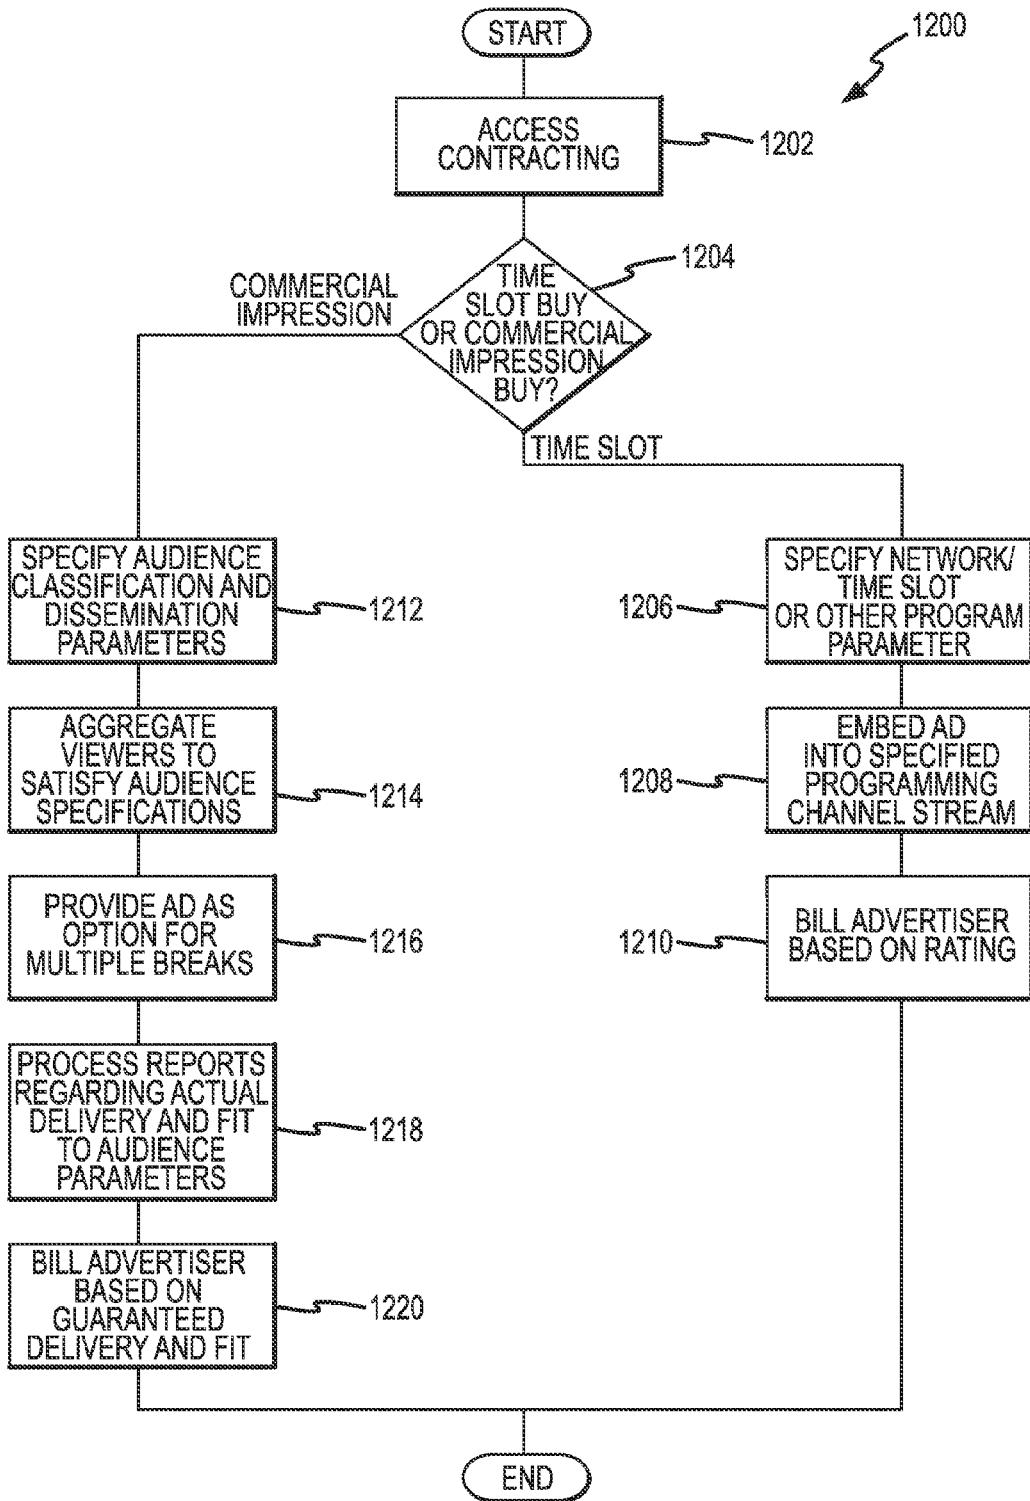 START
1200
ACCESS
CONTRACTING
1202
1204
TIME
SLOT BUY
OR COMMERCIAL
IMPRESSION
BUY?
COMMERCIAL
IMPRESSION
TIME SLOT
SPECIFY AUDIENCE
CLASSIFICATION AND
DISSEMINATION
PARAMETERS
1212
AGGREGATE
VIEWERS TO
SATISFY AUDIENCE
SPECIFICATIONS
1214
PROVIDE AD AS
OPTION FOR
MULTIPLE BREAKS
1216
PROCESS REPORTS
REGARDING ACTUAL
DELIVERY AND FIT
TO AUDIENCE
PARAMETERS
1218
BILL ADVERTISER
BASED ON
GUARANTEED
DELIVERY AND FIT
1220
1206
SPECIFY NETWORK/
TIME SLOT
OR OTHER PROGRAM
PARAMETER
1208
EMBED AD
INTO SPECIFIED
PROGRAMMING
CHANNEL STREAM
1210
BILL ADVERTISER
BASED ON RATING
END